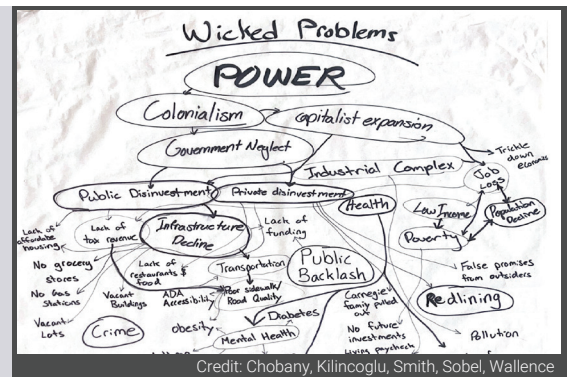 Wicked Problems
POWER
Colonialism
capitalist expansion
Government Neglect
Industrial Complex
Trickle
down
economics
Job
Loss
Public Disinvestment
Private disinvestment
Health
Low Income
Population
Decline
Lack of
affordable
housing
Lack of
tax revenue
Infrastructure
Decline
Lack of
funding
Poverty
No grocery
stores
Lack of
restaurants &
food
Transportation
Public
Backlash
False promises
from outsiders
No Gas
Stations
Vacant
Buildings
ADA
Accessibility
Poor sidewalk/
Road Quality
Carnegie
family pulled
out
Redlining
Vacant
Lots
Crime
obesity
Diabetes
Mental Health
No future
investments
Living paycheck
Pollution
Credit: Chobany, Kilincoglu, Smith, Sobel, Wallence